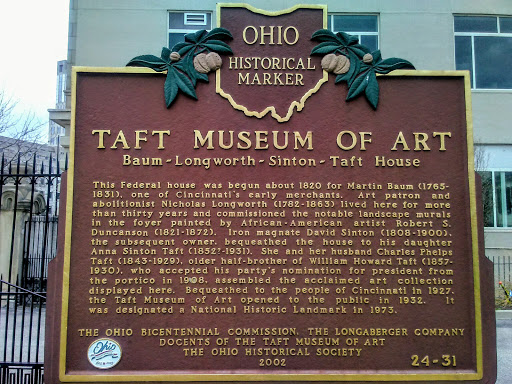 OHIO
HISTORICAL
MARKER
TAFT MUSEUM OF ART
Baum-Longworth-Sinton-Taft House
This Federal house was begun about 1820 for Martin Baum (1765-
1831), one of Cincinnati's early merchants. Art patron and
abolitionist Nicholas Longworth (1782-1863) lived here for more
than thirty years and commissioned the notable landscape murals
in the foyer painted by African-American artist Robert S.
Duncanson (1821-1872). Iron magnate David Sinton (1808-1900),
the subsequent owner, bequeathed the house to his daughter
Anna Sinton Taft (1852?-1931). She and her husband Charles Phelps
Taft (1843-1929), older half-brother of William Howard Taft (1857-
1930), who accepted his party's nomination for president from
the portico in 1908, assembled the acclaimed art collection
displayed here. Bequeathed to the people of Cincinnati in 1927,
the Taft Museum of Art opened to the public in 1932. It
was designated a National Historic Landmark in 1973.
THE OHIO BICENTENNIAL COMMISSION, THE LONGABERGER COMPANY
DOCENTS OF THE TAFT MUSEUM OF ART
THE OHIO HISTORICAL SOCIETY
2002
24-31
Ohio